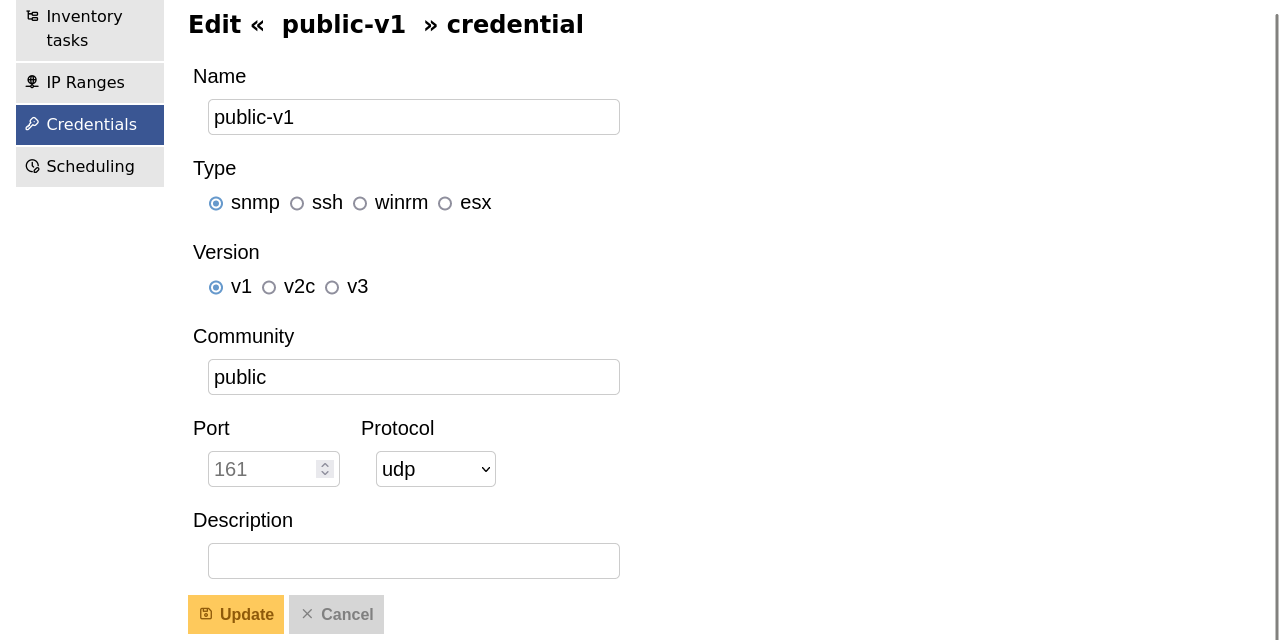 Inventory
tasks
IP Ranges
Credentials
Scheduling
Edit « public-v1 » credential
Name
public-v1
Type
snmp ssh winrm esx
Version
v1 v2c v3
Community
public
Port Protocol
161 udp
Description
Update Cancel